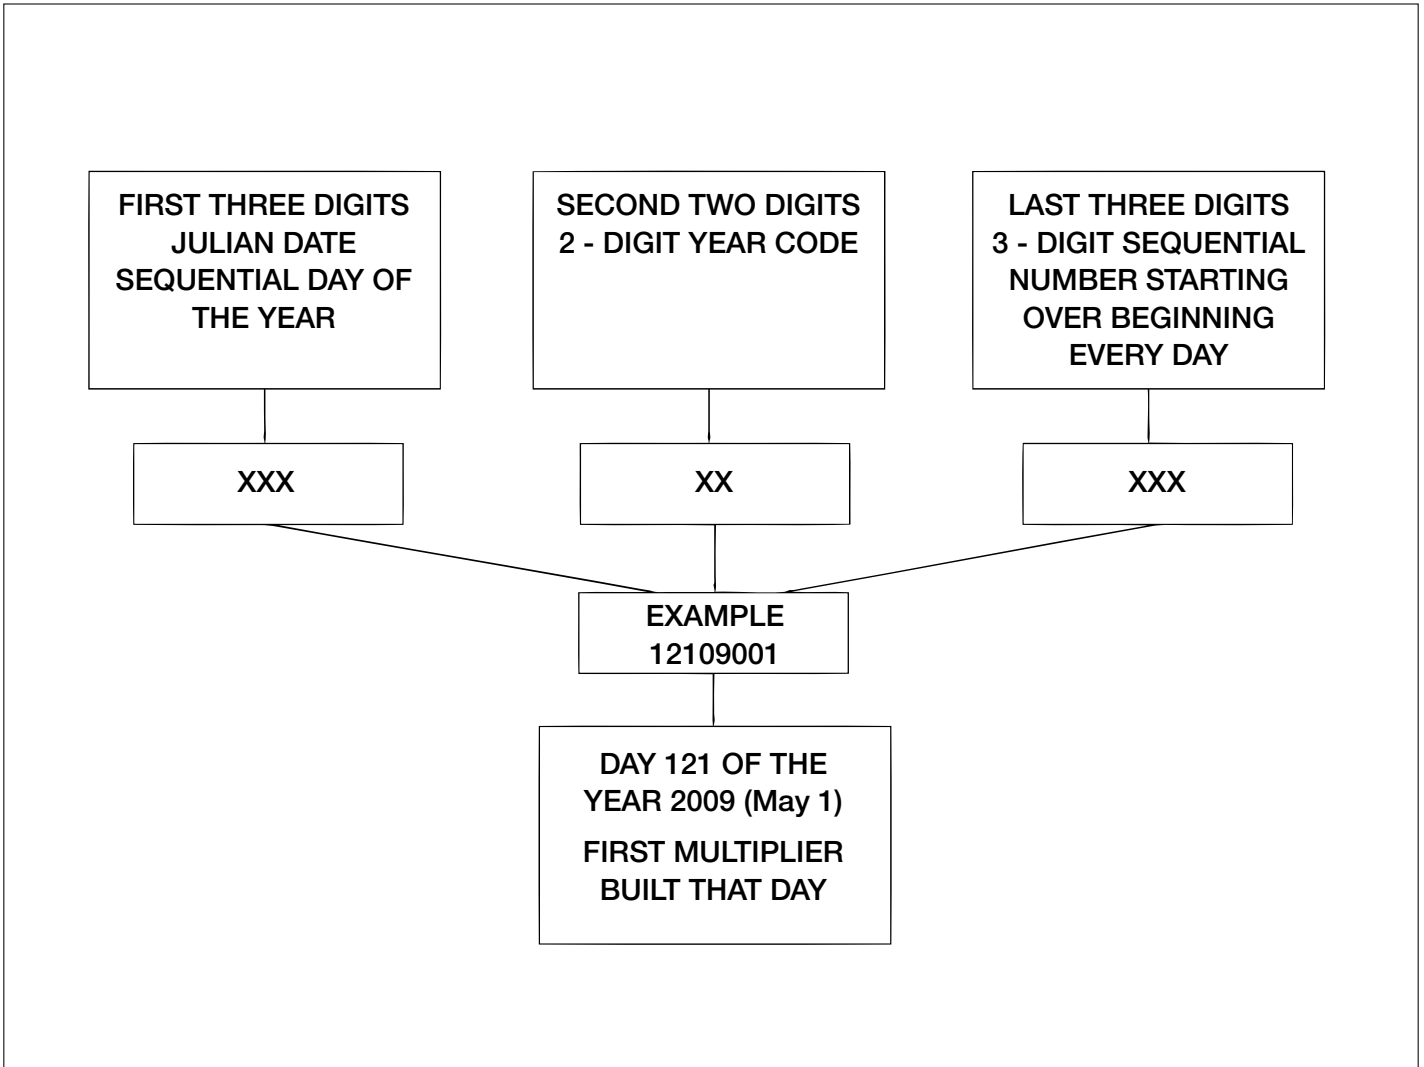 FIRST THREE DIGITS
JULIAN DATE
SEQUENTIAL DAY OF
THE YEAR
SECOND TWO DIGITS
2 - DIGIT YEAR CODE
LAST THREE DIGITS
3 - DIGIT SEQUENTIAL
NUMBER STARTING
OVER BEGINNING
EVERY DAY
XXX
XX
XXX
EXAMPLE
12109001
DAY 121 OF THE
YEAR 2009 (May 1)
FIRST MULTIPLIER
BUILT THAT DAY